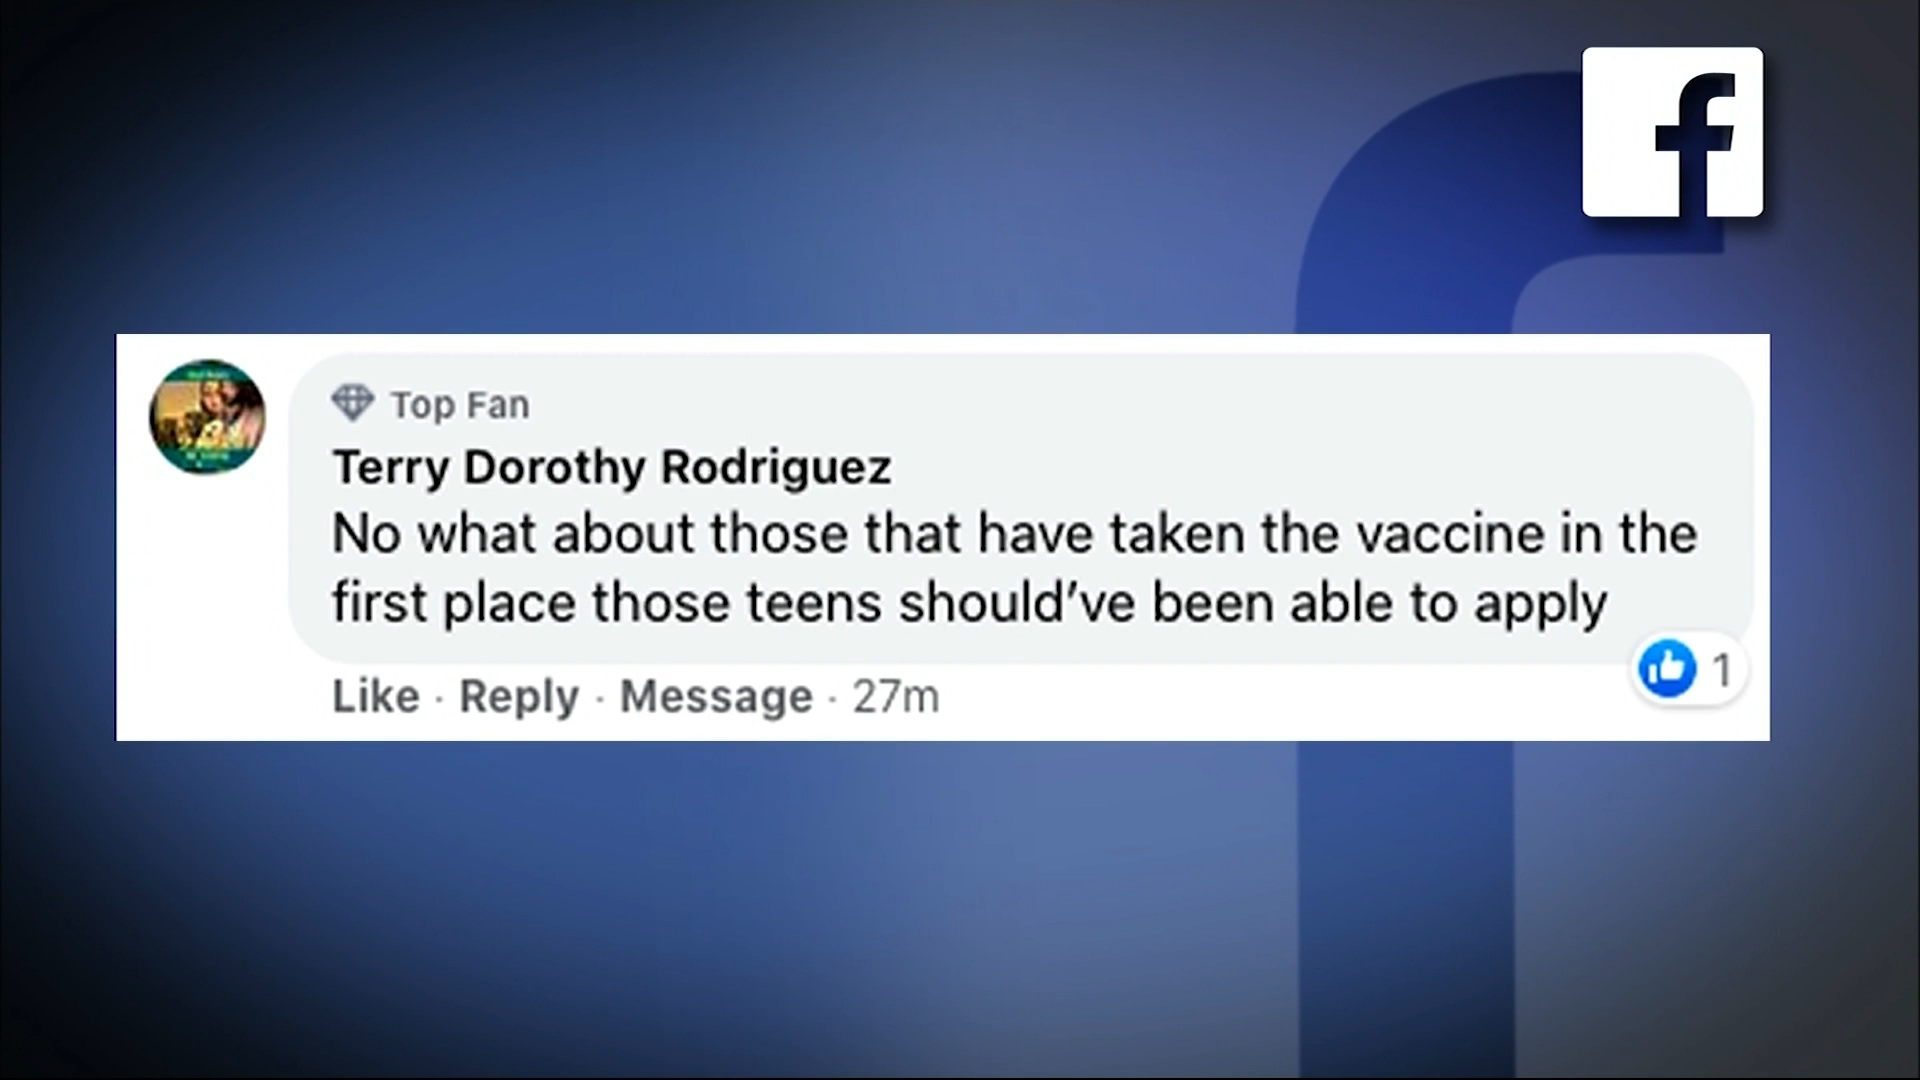 f
Top Fan
Terry Dorothy Rodriguez
No what about those that have taken the vaccine in the
first place those teens should've been able to apply
1
Like · Reply · Message · 27m